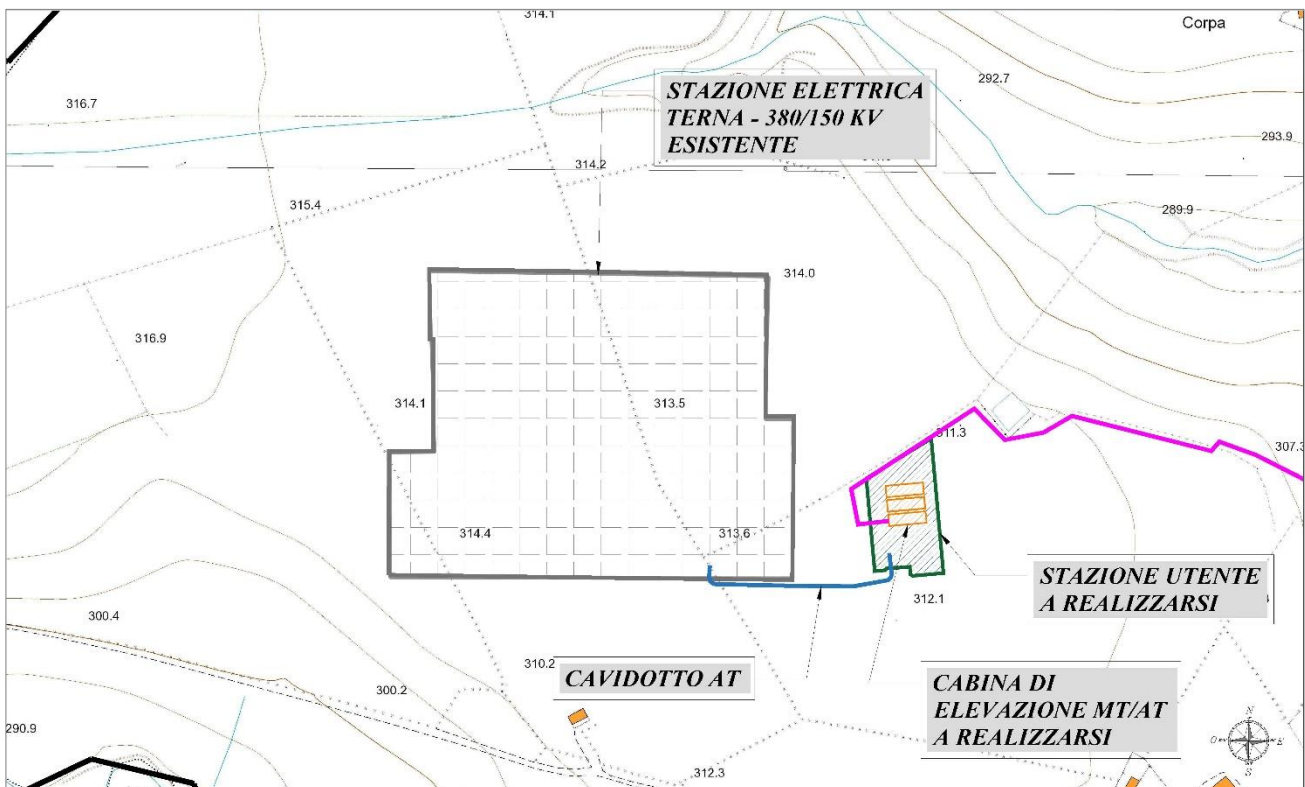 314.1
Corpa
316.7
STAZIONE ELETTRICA
TERNA - 380/150 KV
ESISTENTE
292.7
293.9
314.2
315.4
289.9
314.0
316.9
314.1
313.5
311.3
307.3
314.4
313.6
STAZIONE UTENTE
A REALIZZARSI
312.1
300.4
310.2
CAVIDOTTO AT
300.2
CABINA DI
ELEVAZIONE MT/AT
A REALIZZARSI
290.9
312.3
N
O
E
S